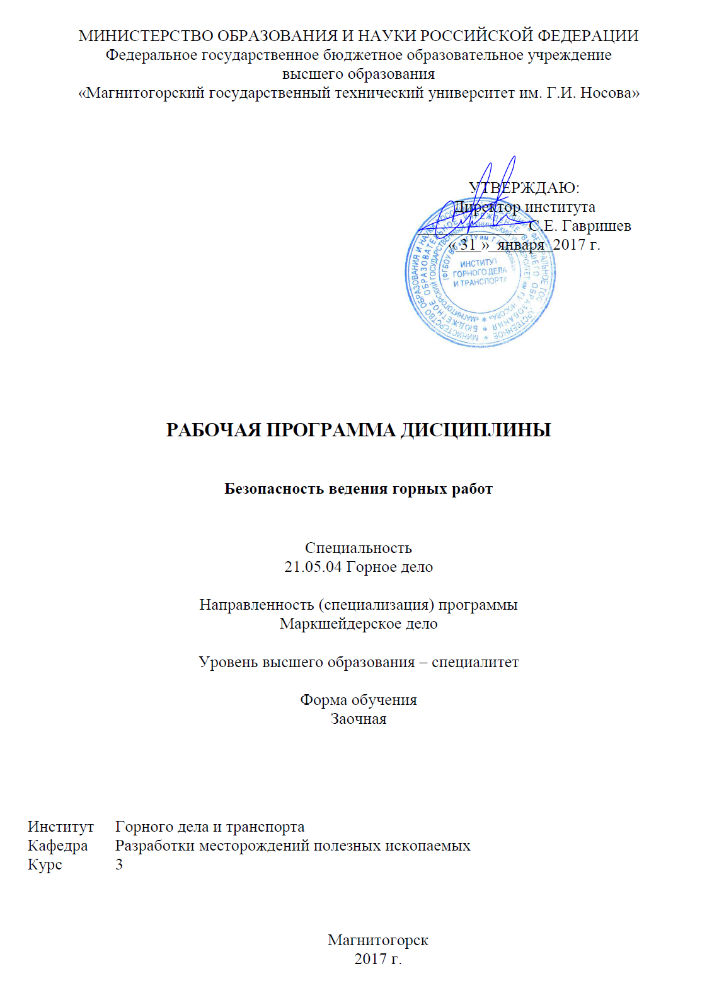 МИНИСТЕРСТВО ОБРАЗОВАНИЯ И НАУКИ РОССИЙСКОЙ ФЕДЕРАЦИИ
Федеральное государственное бюджетное образовательное учреждение
высшего образования
«Магнитогорский государственный технический университет им. Г.И. Носова»
УТВЕРЖДАЮ:
Директор института
С.Е. Гавришев
« 31 » января 2017 г.
ИНСТИТУТ
ГОРНОГО ДЕЛА
И ТРАНСПОРТА
РАБОЧАЯ ПРОГРАММА ДИСЦИПЛИНЫ
Безопасность ведения горных работ
Специальность
21.05.04 Горное дело
Направленность (специализация) программы
Маркшейдерское дело
Уровень высшего образования – специалитет
Форма обучения
Заочная
Институт Горного дела и транспорта
Кафедра Разработки месторождений полезных ископаемых
Курс 3
Магнитогорск
2017 г.